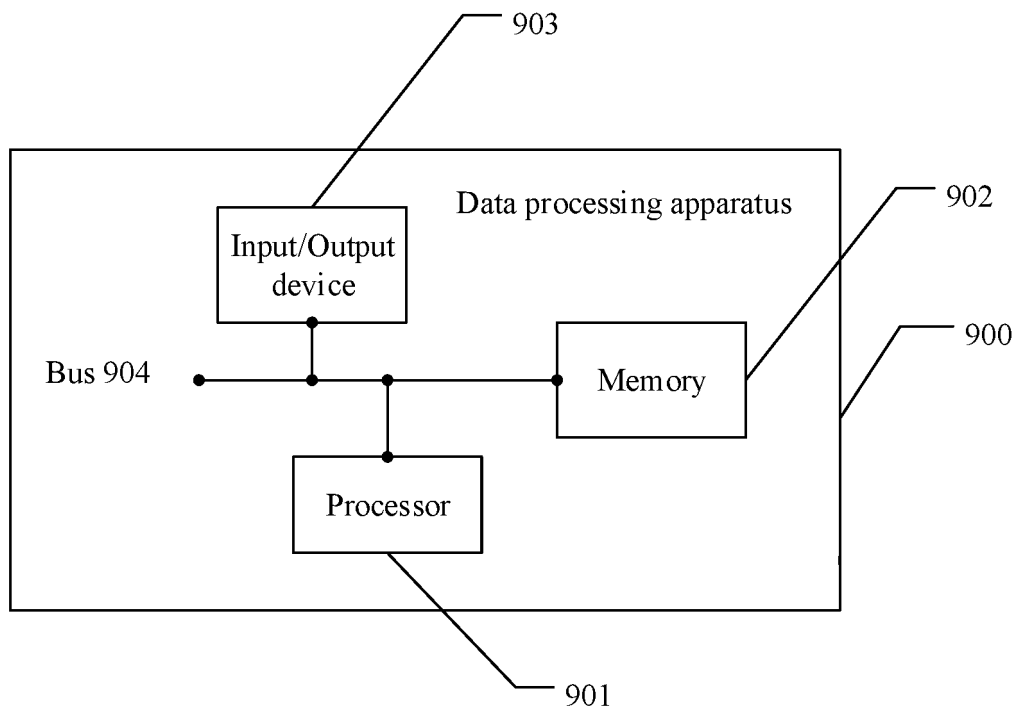 903
Data processing apparatus
902
Input/Output
device
900
Bus 904
Memory
Processor
901